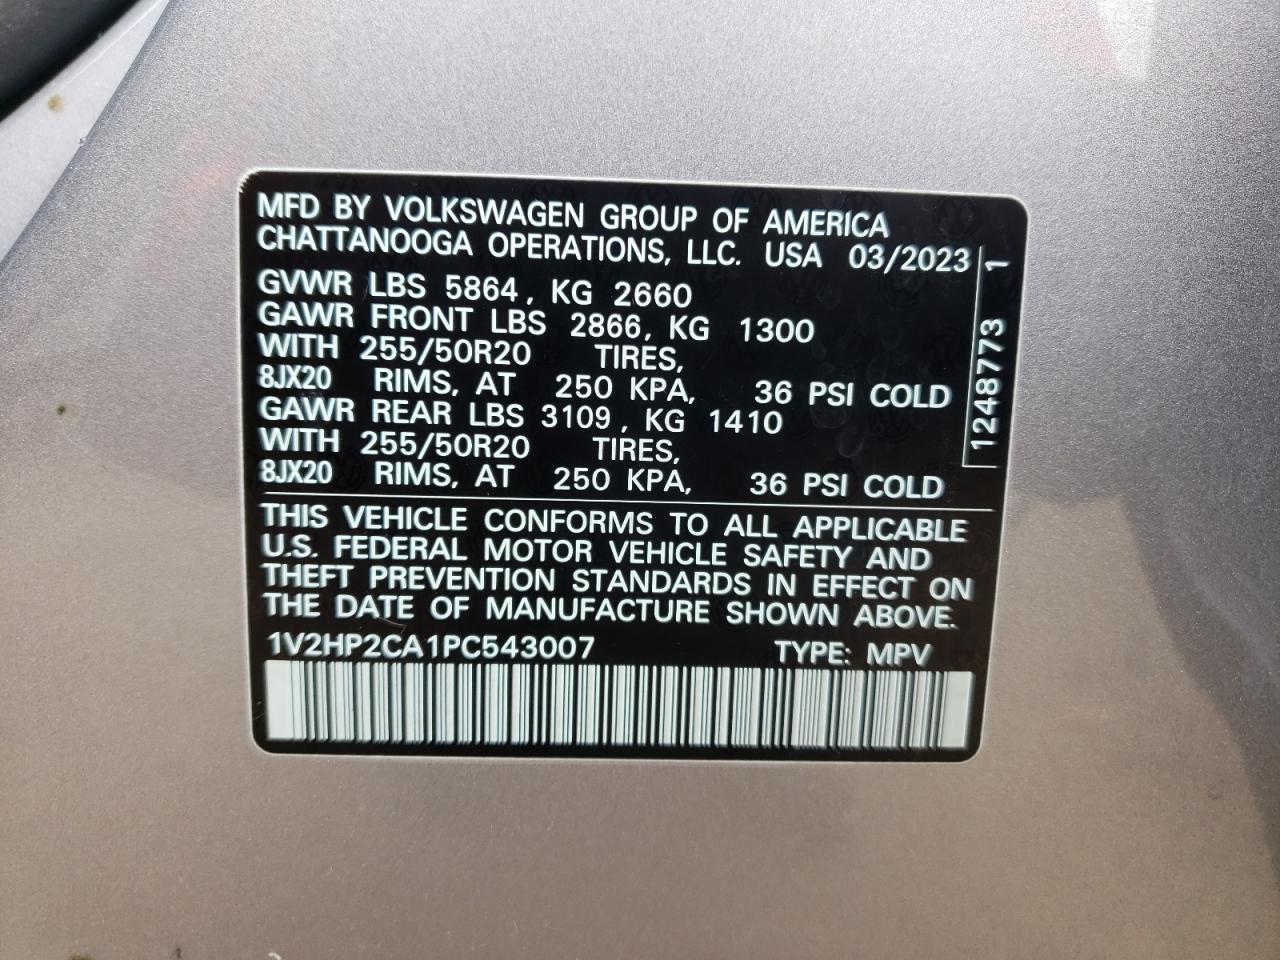 MFD BY VOLKSWAGEN GROUP OF AMERICA
CHATTANOOGA OPERATIONS, LLC. USA 03/2023
GVWR LBS 5864, KG 2660
GAWR FRONT LBS 2866, KG 1300
WITH 255/50R20 TIRES,
8JX20 RIMS, AT 250 KPA, 36 PSI COLD
GAWR REAR LBS 3109, KG 1410
WITH 255/50R20 TIRES,
8JX20 RIMS, AT 250 KPA, 36 PSI COLD
1248773 1
THIS VEHICLE CONFORMS TO ALL APPLICABLE
U.S. FEDERAL MOTOR VEHICLE SAFETY AND
THEFT PREVENTION STANDARDS IN EFFECT ON
THE DATE OF MANUFACTURE SHOWN ABOVE.
1V2HP2CA1PC543007 TYPE: MPV